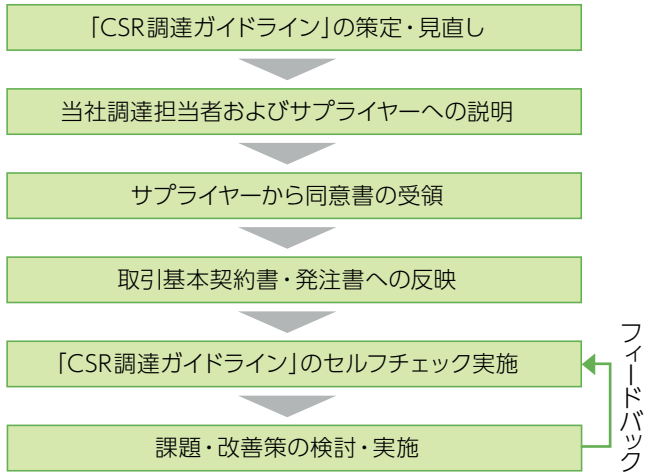 「CSR調達ガイドライン」の策定・見直し
当社調達担当者およびサプライヤーへの説明
サプライヤーから同意書の受領
取引基本契約書・発注書への反映
「CSR調達ガイドライン」のセルフチェック実施
課題・改善策の検討・実施
フィードバック